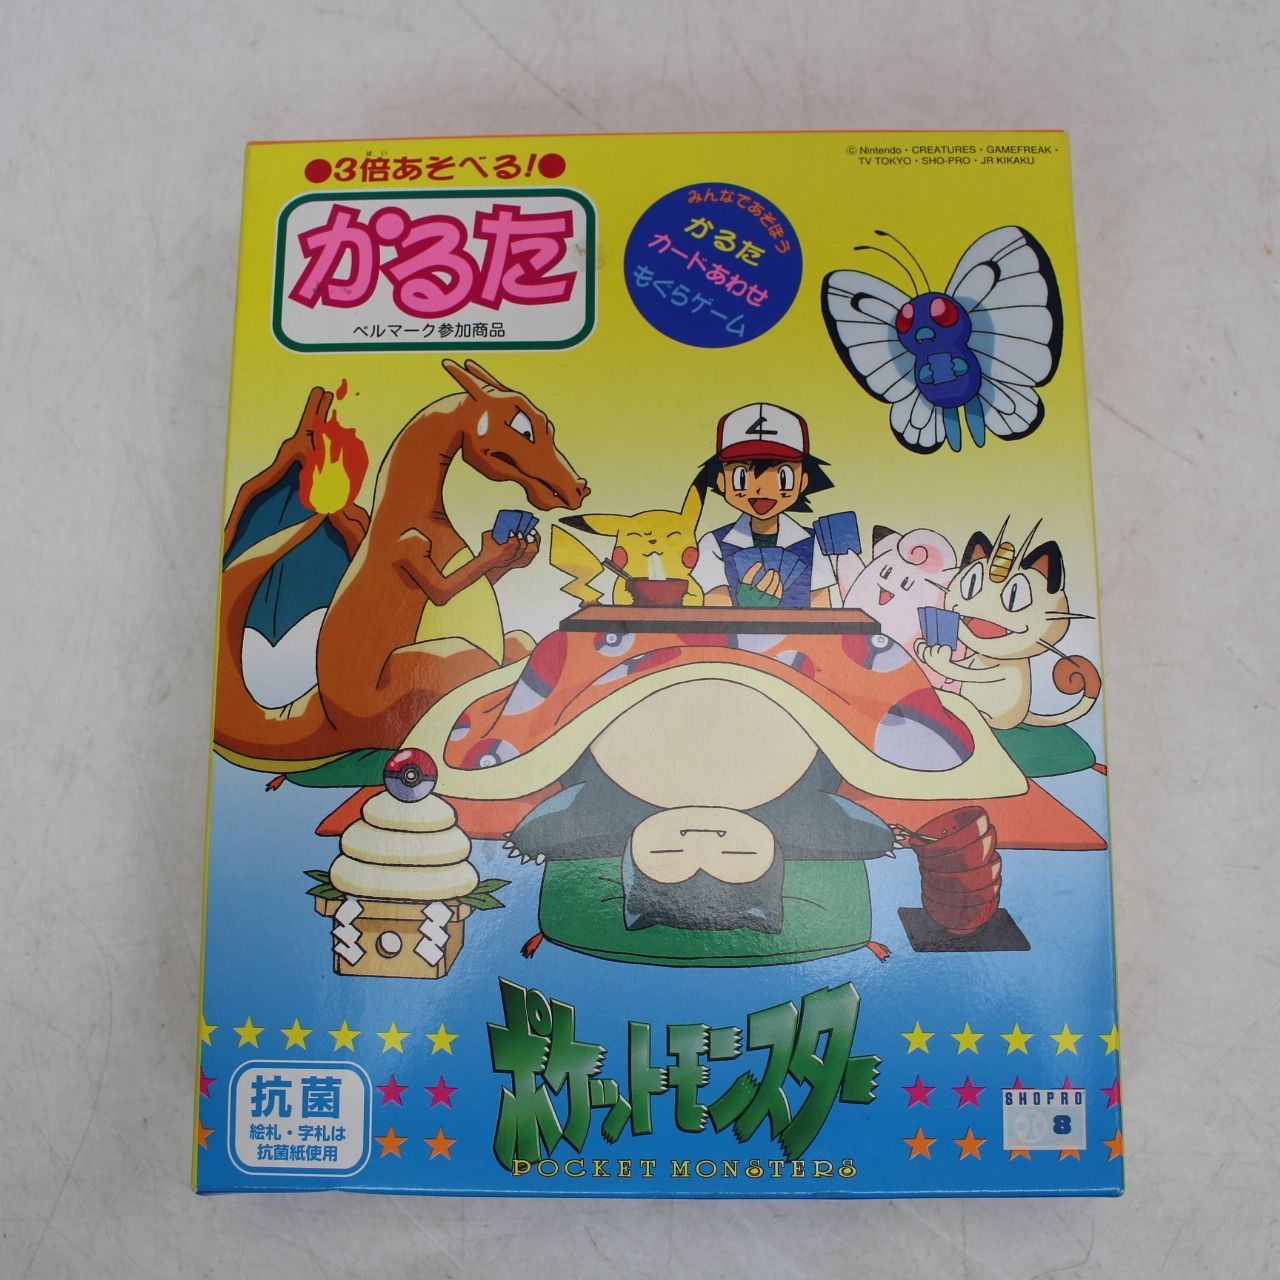 ●3倍あそべる!●
ばい
かるた
ベルマーク参加商品
みんなであそぼう
かるた
カードあわせ
もぐらゲーム
© Nintendo・CREATURES・GAMEFREAK・
TV TOKYO・SHO-PRO・JR KIKAKU
ポケットモンスター
POCKET MONSTERS
抗菌
絵札・字札は
抗菌紙使用
SHOPRO
8